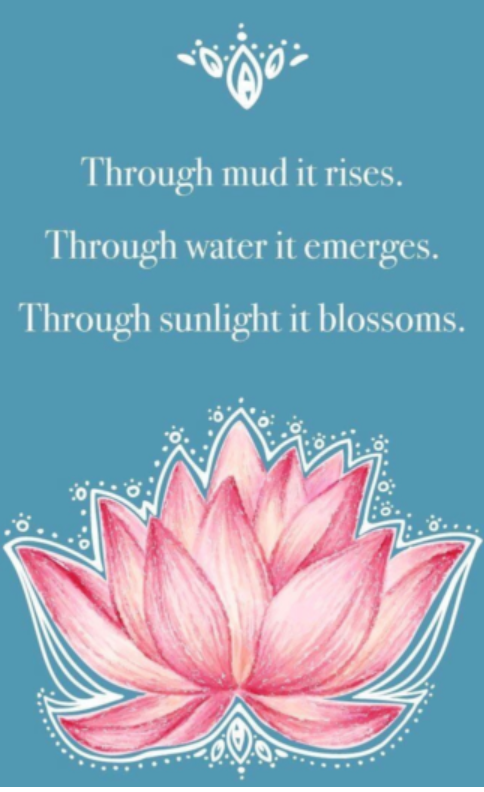 Through mud it rises.
Through water it emerges.
Through sunlight it blossoms.